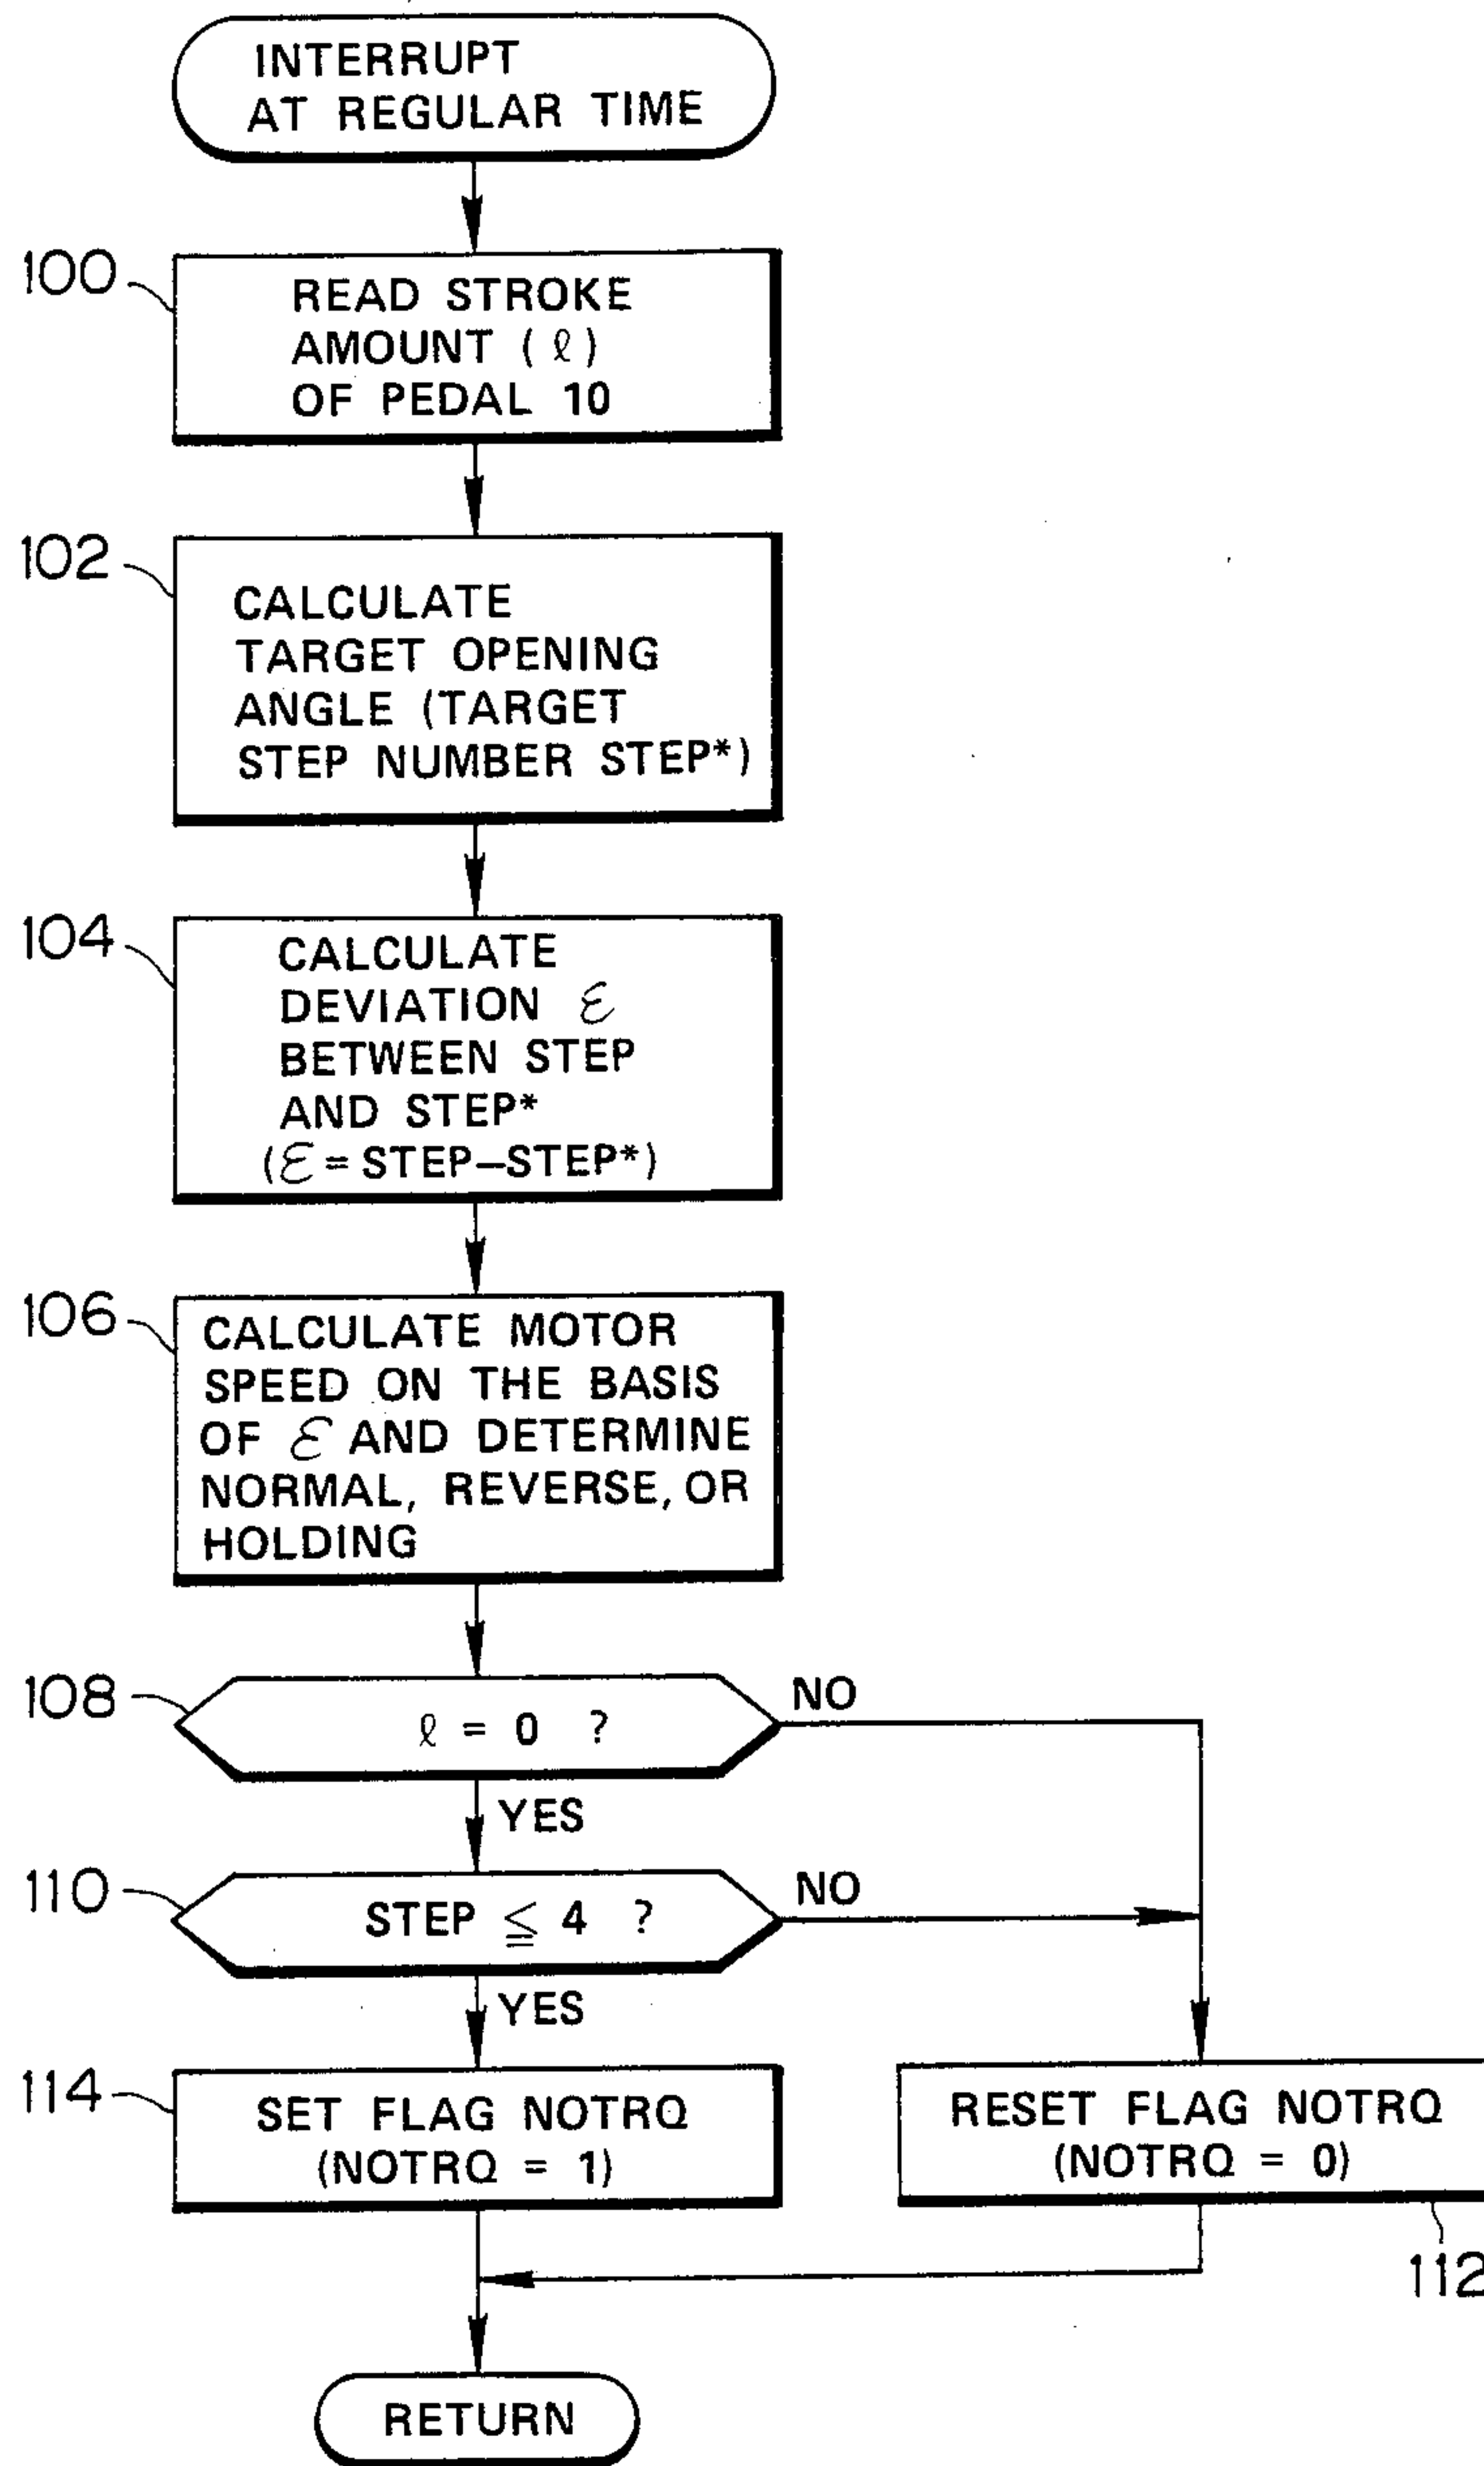 INTERRUPT
AT REGULAR TIME
100
READ STROKE
AMOUNT (ℓ)
OF PEDAL 10
102
CALCULATE
TARGET OPENING
ANGLE (TARGET
STEP NUMBER STEP*)
104
CALCULATE
DEVIATION ℰ
BETWEEN STEP
AND STEP*
(ℰ = STEP–STEP*)
106
CALCULATE MOTOR
SPEED ON THE BASIS
OF ℰ AND DETERMINE
NORMAL, REVERSE, OR
HOLDING
108
ℓ = 0 ?
NO
YES
110
STEP ≦ 4 ?
NO
YES
114
SET FLAG NOTRQ
(NOTRQ = 1)
RESET FLAG NOTRQ
(NOTRQ = 0)
112
RETURN